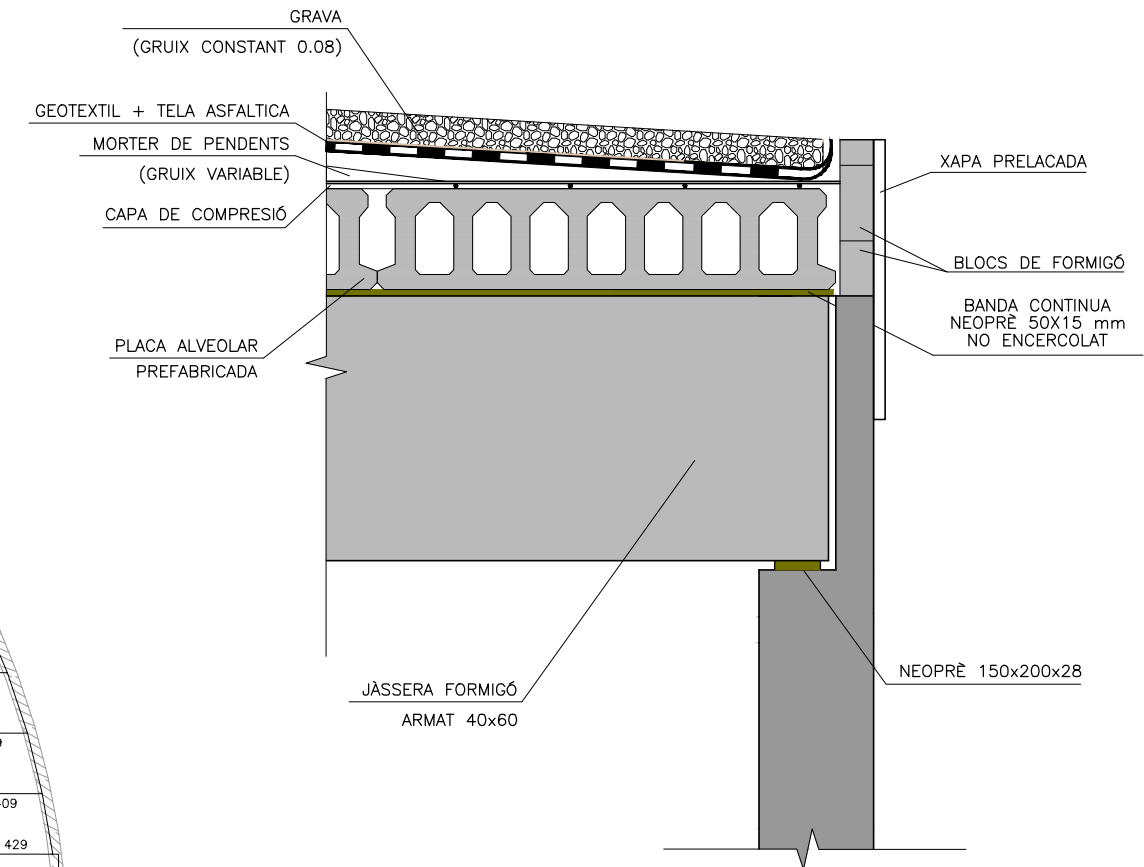 GRAVA
(GRUIX CONSTANT 0.08)
GEOTEXTIL + TELA ASFALTICA
MORTER DE PENDENTS
(GRUIX VARIABLE)
CAPA DE COMPRESIÓ
PLACA ALVEOLAR
PREFABRICADA
XAPA PRELACADA
BLOCS DE FORMIGÓ
BANDA CONTINUA
NEOPRÈ 50X15 mm
NO ENCERCOLAT
JÀSSERA FORMIGÓ
ARMAT 40x60
NEOPRÈ 150x200x28
429